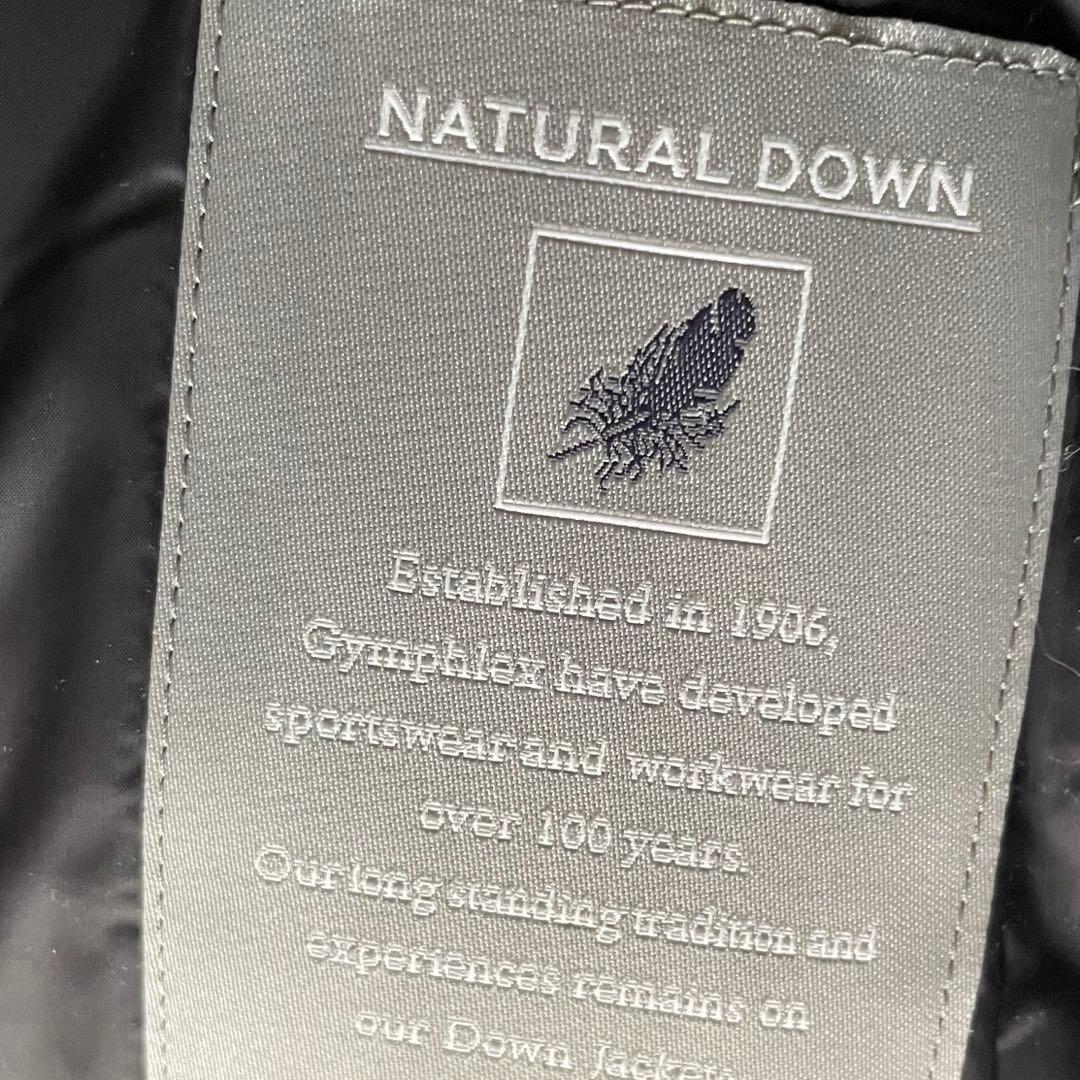 NATURAL DOWN
Established in 1906,
Gymphlex have developed
sportswear and workwear for
over 100 years.
Our long standing tradition and
experiences remains on
our Down Jacket.